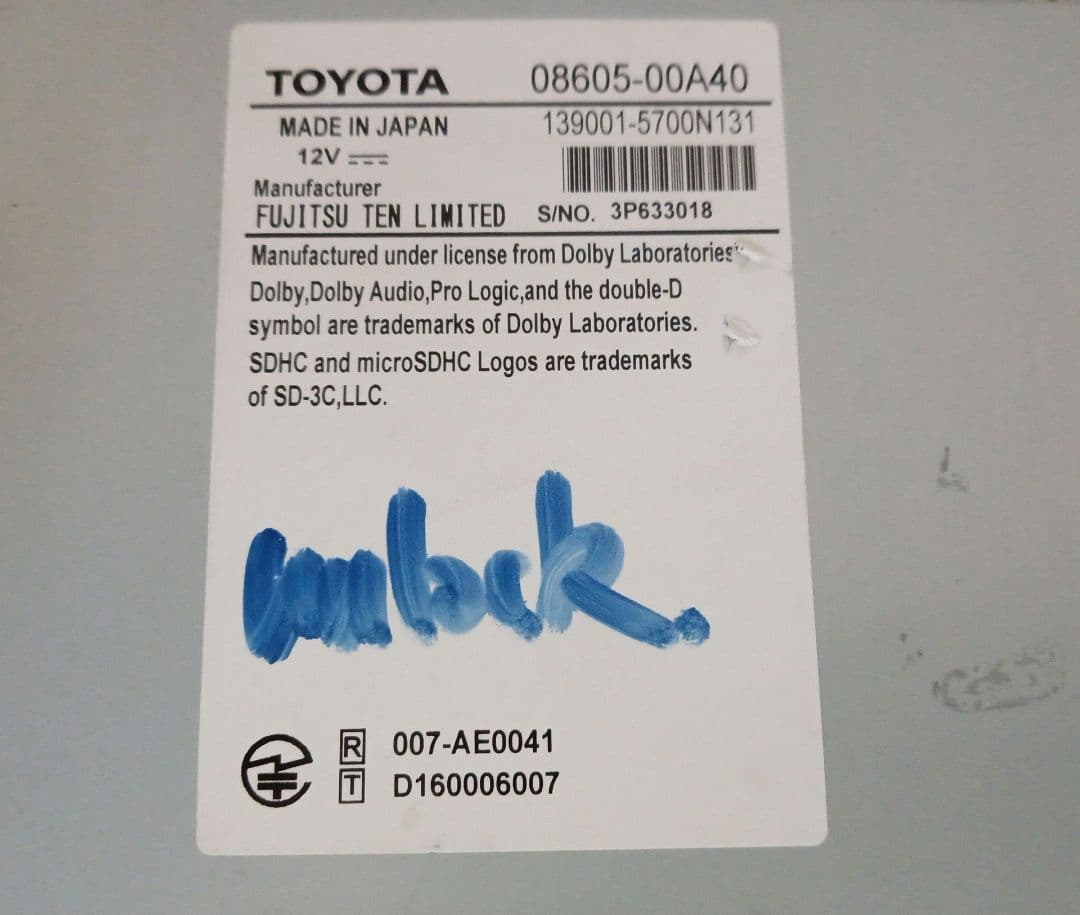 TOYOTA 08605-00A40
MADE IN JAPAN 139001-5700N131
12V
Manufacturer
FUJITSU TEN LIMITED S/NO. 3P633018
Manufactured under license from Dolby Laboratories
Dolby,Dolby Audio,Pro Logic,and the double-D
symbol are trademarks of Dolby Laboratories.
SDHC and microSDHC Logos are trademarks
of SD-3C,LLC.
R 007-AE0041
T D160006007